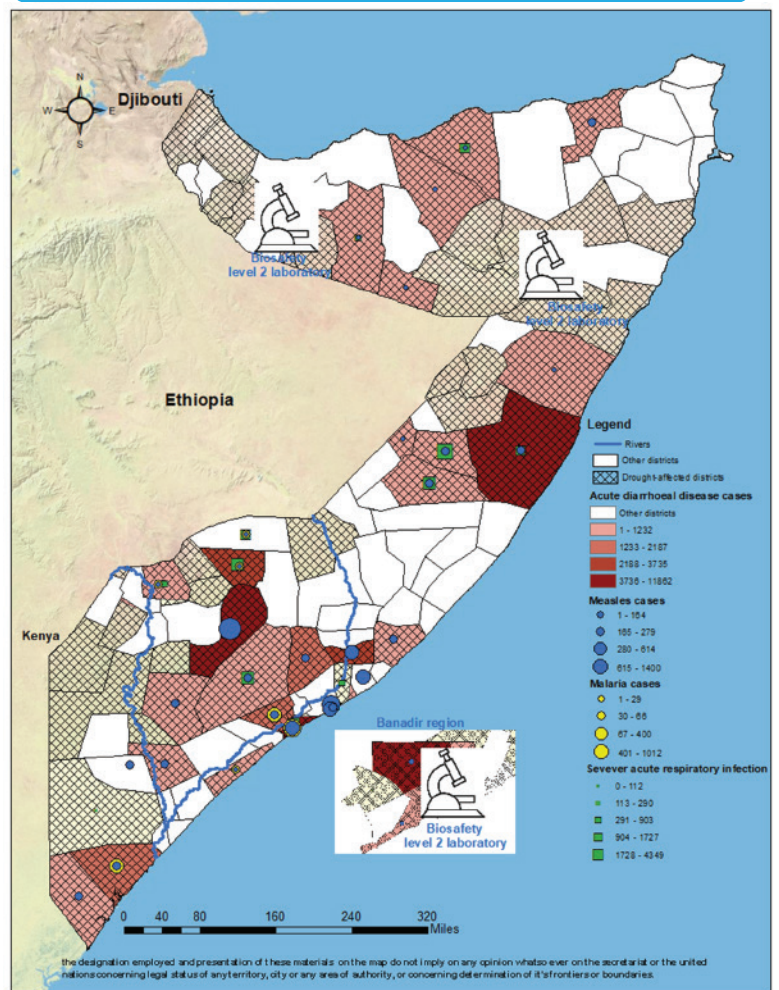 N
W
E
S
Djibouti
Biosafety
level 2 laboratory
Biosafety
level 2 laboratory
Ethiopia
Kenya
Banadir region
Biosafety
level 2 laboratory
Legend
Rivers
Other districts
Drought-affected districts
Acute diarrhoeal disease cases
Other districts
1 - 1232
1233 - 2187
2188 - 3735
3736 - 11862
Measles cases
1 - 164
165 - 279
280 - 614
615 - 1400
Malaria cases
1 - 29
30 - 66
67 - 400
401 - 1012
Sevever acute respiratory infection
0 - 112
113 - 290
291 - 903
904 - 1727
1728 - 4349
0 40 80 160 240 320
Miles
the designation employed and presentation of these materials on the map do not imply on any opinion whatso ever on the secretariat or the united
nations concerning legal status of any territory, city or any area of authority, or concerning determination of it's frontiers or boundaries.